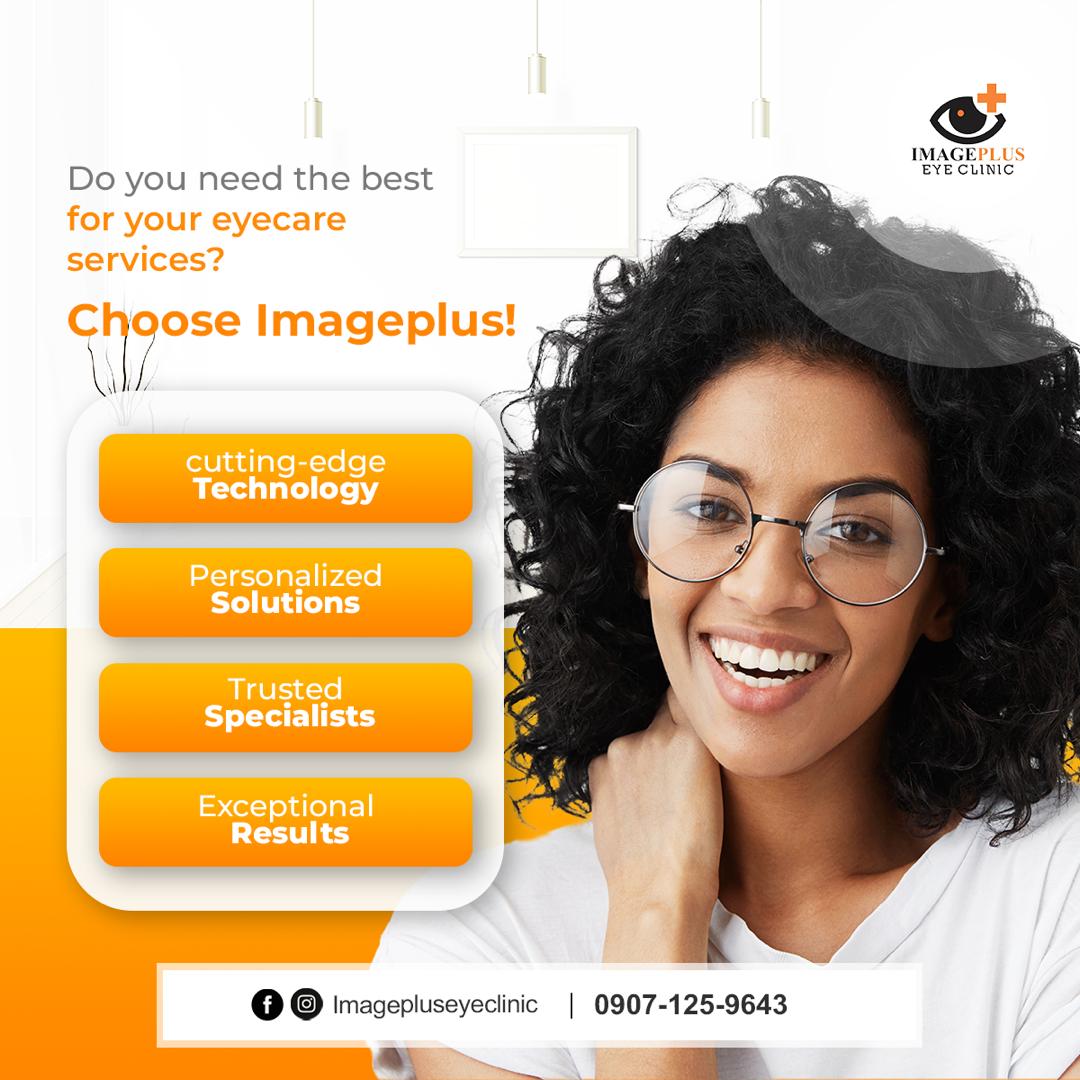 IMAGEPLUS
EYE CLINIC
Do you need the best
for your eyecare
services?
Choose Imageplus!
cutting-edge
Technology
Personalized
Solutions
Trusted
Specialists
Exceptional
Results
Imagepluseyeclinic | 0907-125-9643